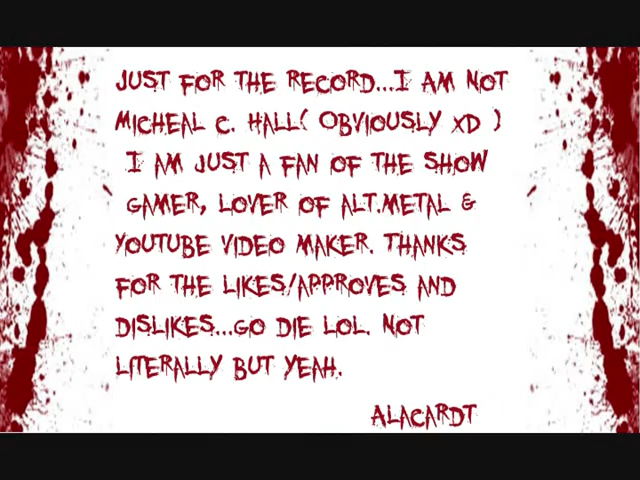 JUST FOR THE RECORD...I AM NOT
MICHEAL C. HALL( OBVIOUSLY XD )
I AM JUST A FAN OF THE SHOW
GAMER, LOVER OF ALT.METAL &
YOUTUBE VIDEO MAKER. THANKS
FOR THE LIKES/APPROVES AND
DISLIKES...GO DIE LOL. NOT
LITERALLY BUT YEAH.
ALACARDT